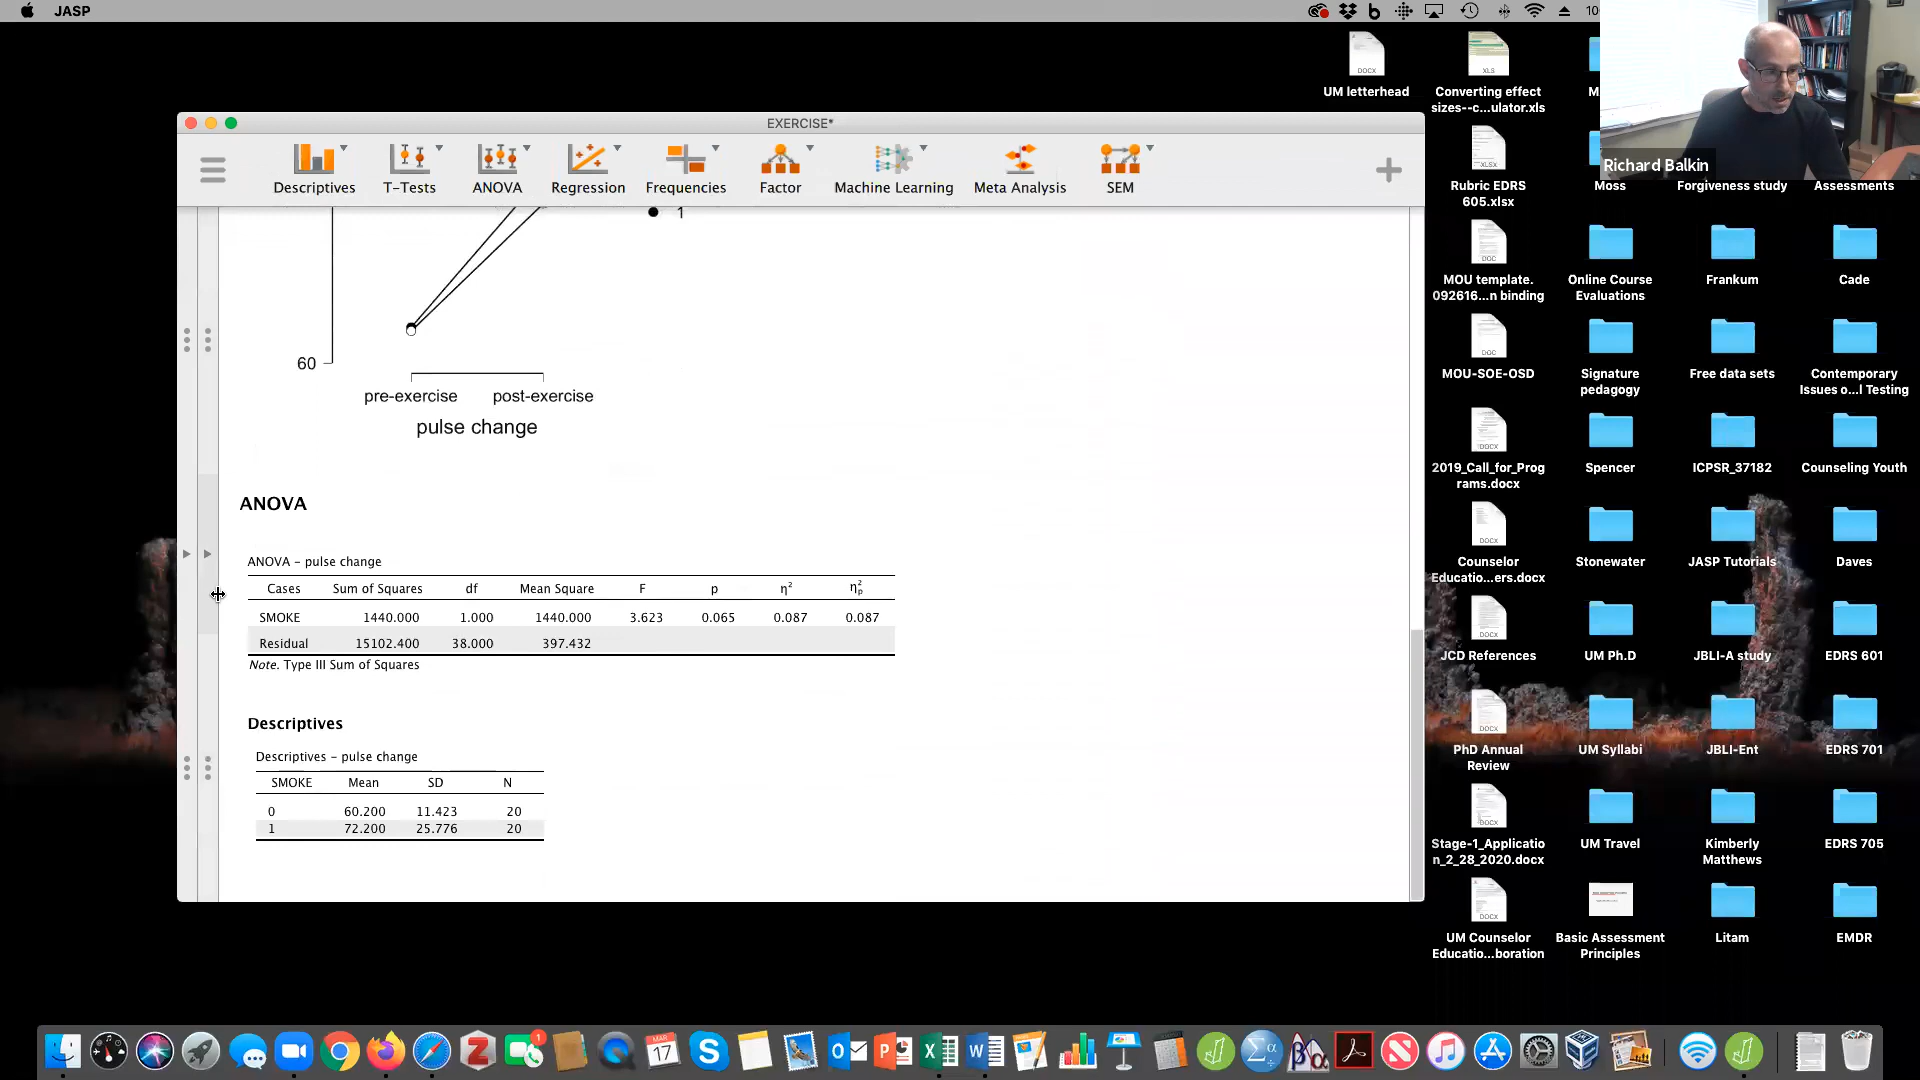 JASP
10
UM letterhead
Converting effect
sizes--c...ulator.xls
EXERCISE*
Richard Balkin
Descriptives
T-Tests
ANOVA
Regression
Frequencies
Factor
Machine Learning
Meta Analysis
SEM
Rubric EDRS
605.xlsx
Moss
Forgiveness study
Assessments
1
60
pre-exercise
post-exercise
pulse change
MOU template.
092616...n binding
Online Course
Evaluations
Frankum
Cade
MOU-SOE-OSD
Signature
pedagogy
Free data sets
Contemporary
Issues o...l Testing
2019_Call_for_Prog
rams.docx
Spencer
ICPSR_37182
Counseling Youth
ANOVA
ANOVA – pulse change
Cases Sum of Squares df Mean Square F p η² η²p
SMOKE 1440.000 1.000 1440.000 3.623 0.065 0.087 0.087
Residual 15102.400 38.000 397.432
Note. Type III Sum of Squares
Counselor
Educatio...ers.docx
Stonewater
JASP Tutorials
Daves
JCD References
UM Ph.D
JBLI-A study
EDRS 601
Descriptives
Descriptives – pulse change
SMOKE Mean SD N
0 60.200 11.423 20
1 72.200 25.776 20
PhD Annual
Review
UM Syllabi
JBLI-Ent
EDRS 701
Stage-1_Applicatio
n_2_28_2020.docx
UM Travel
Kimberly
Matthews
EDRS 705
UM Counselor
Educatio...boration
Basic Assessment
Principles
Litam
EMDR
MAR
17
1